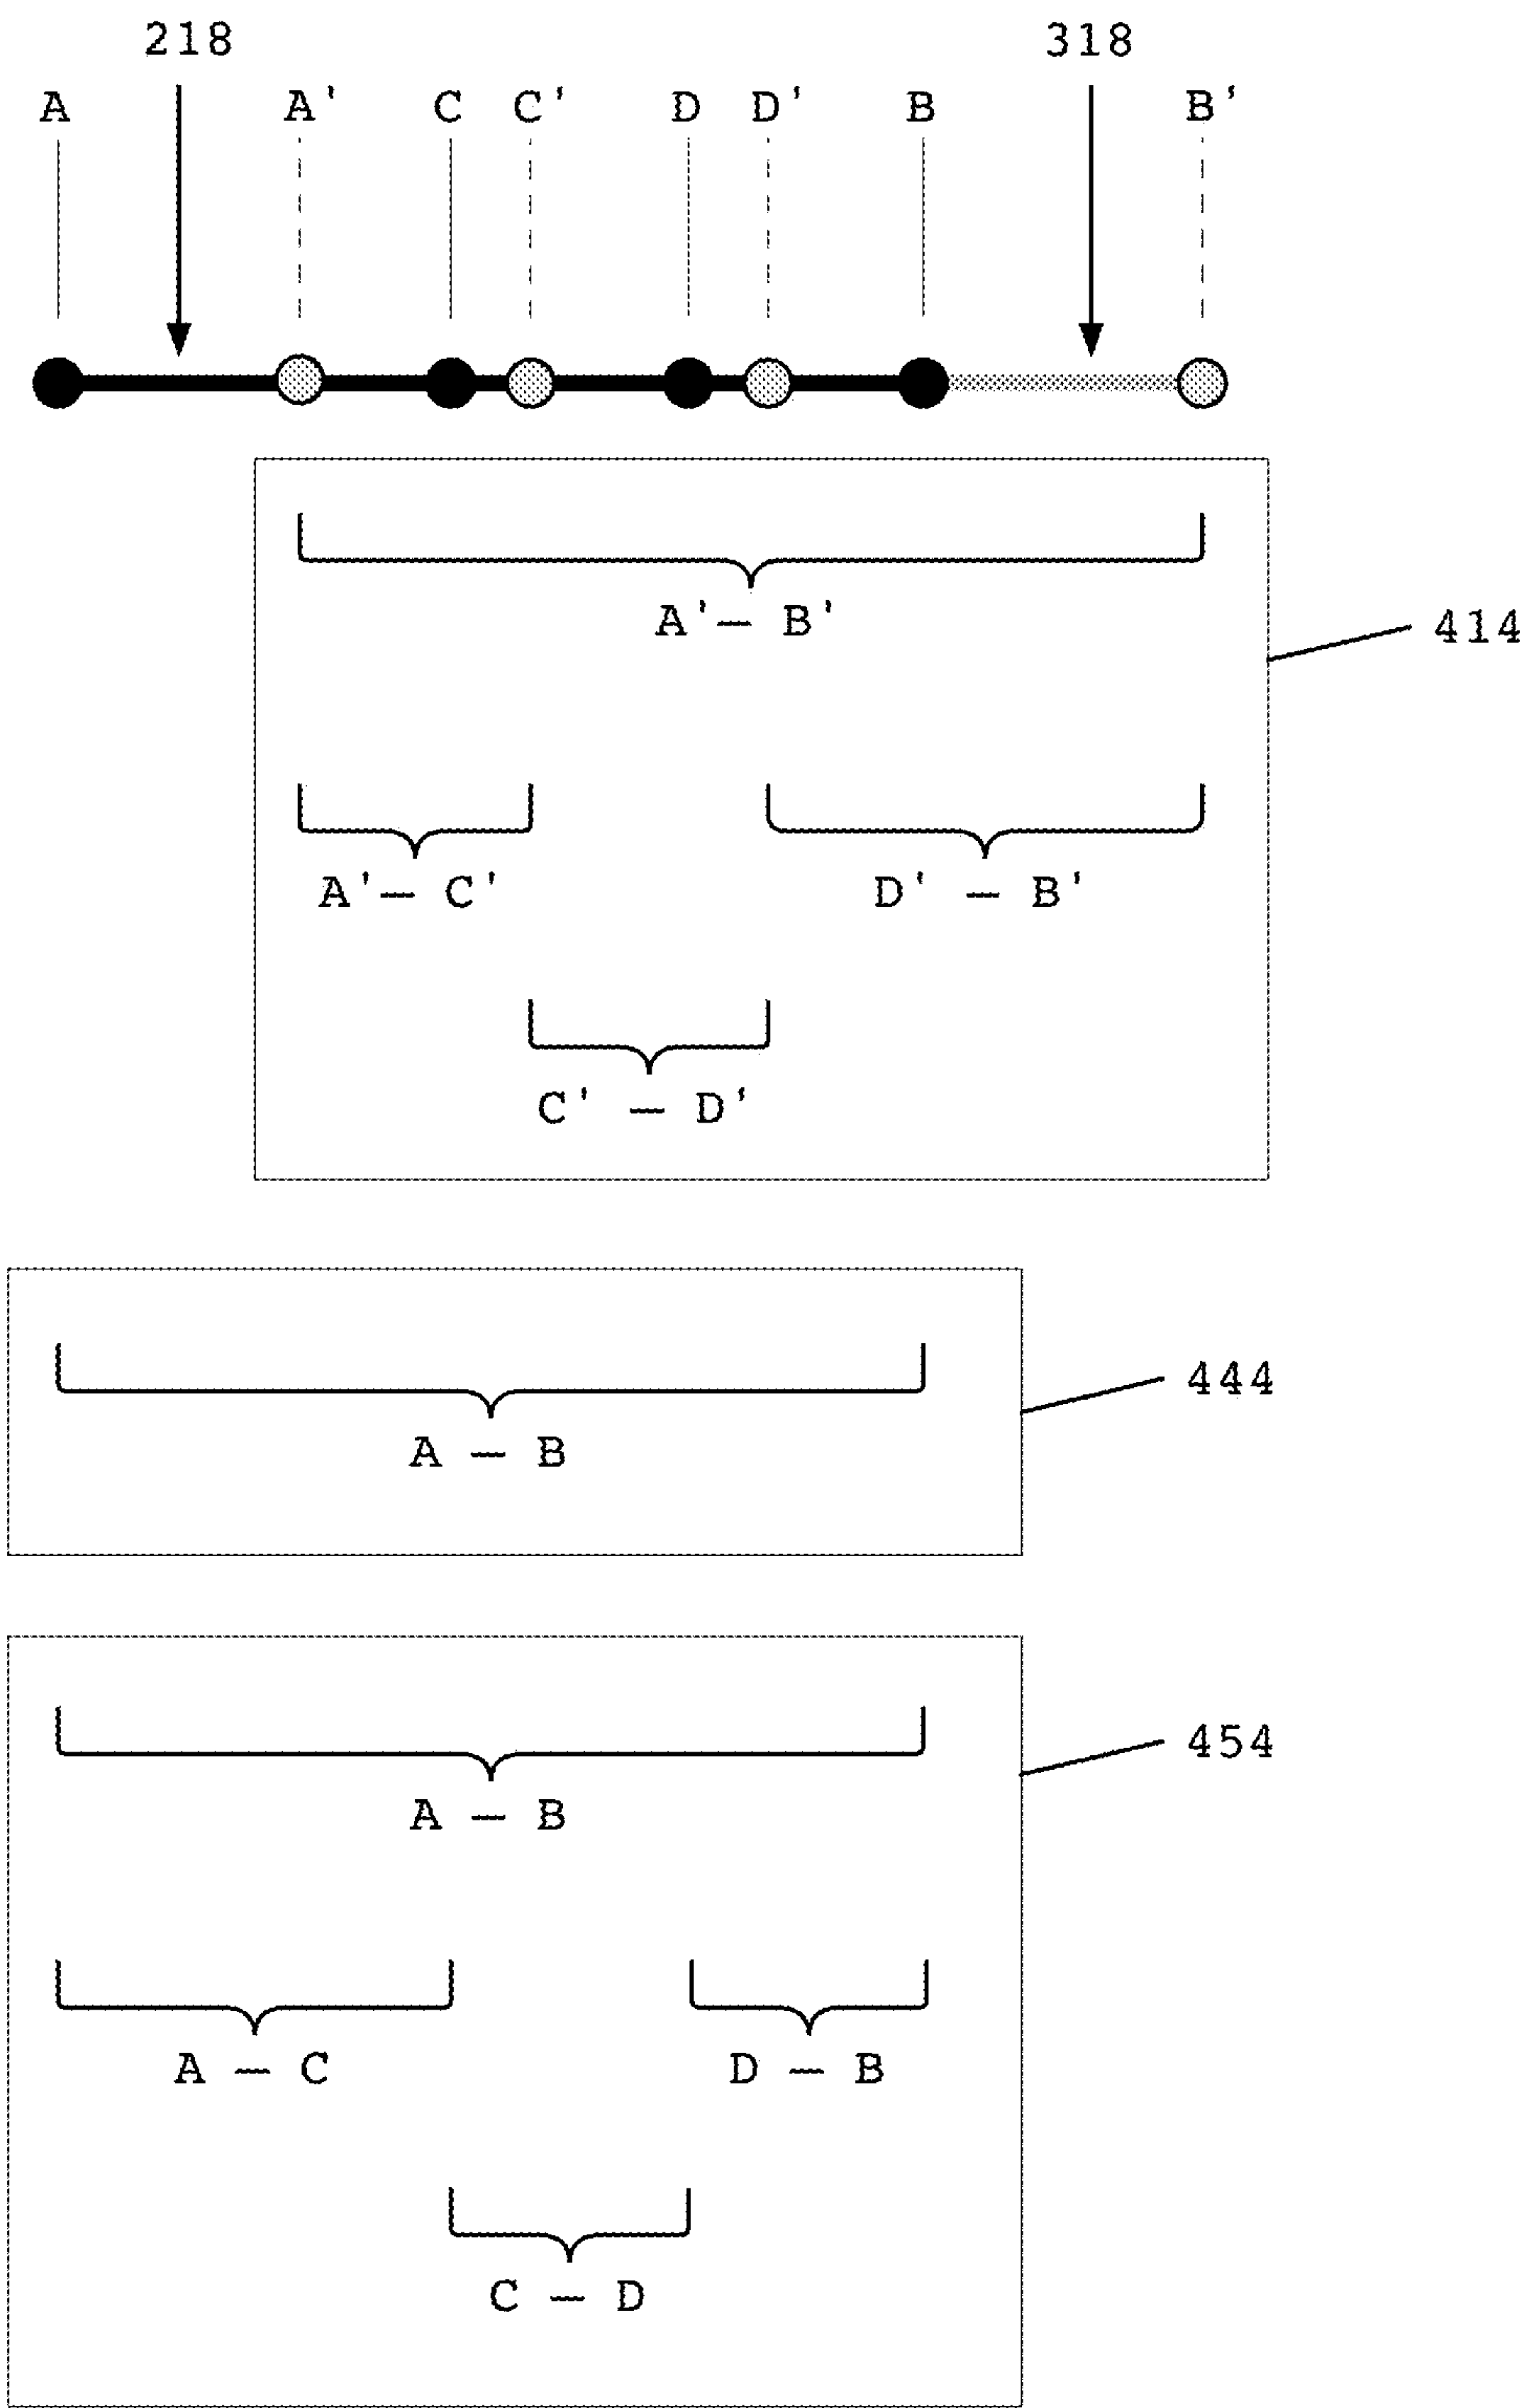 218 318
A A' C C' D D' B B'
A'— B'
414
A'— C' D' — B'
C' — D'
444
A — B
454
A — B
A — C D — B
C — D